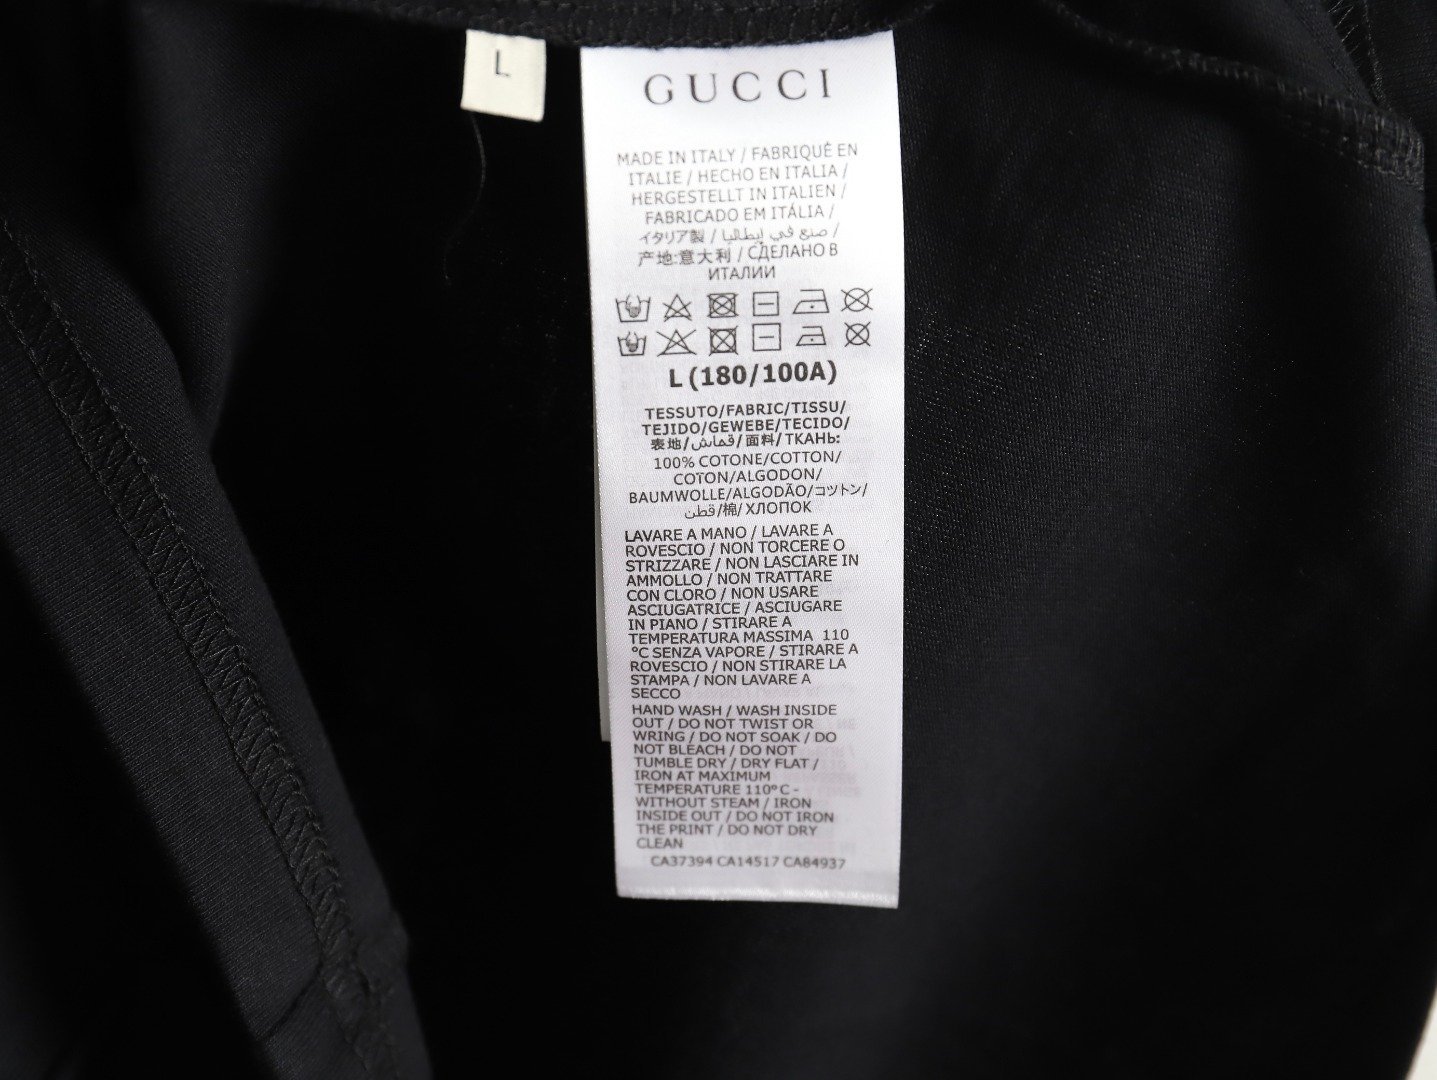 L
GUCCI
MADE IN ITALY / FABRIQUÉ EN
ITALIE / HECHO EN ITALIA /
HERGESTELLT IN ITALIEN /
FABRICADO EM ITÁLIA /
イタリア製 / صنع في إيطاليا /
产地:意大利 / СДЕЛАНО В
ИТАЛИИ
L (180/100A)
TESSUTO/FABRIC/TISSU/
TEJIDO/GEWEBE/TECIDO/
表地/قماش/面料/ТКАНЬ:
100% COTONE/COTTON/
COTON/ALGODON/
BAUMWOLLE/ALGODÃO/コットン/
قطن/棉/ХЛОПОК
LAVARE A MANO / LAVARE A
ROVESCIO / NON TORCERE O
STRIZZARE / NON LASCIARE IN
AMMOLLO / NON TRATTARE
CON CLORO / NON USARE
ASCIUGATRICE / ASCIUGARE
IN PIANO / STIRARE A
TEMPERATURA MASSIMA 110
°C SENZA VAPORE / STIRARE A
ROVESCIO / NON STIRARE LA
STAMPA / NON LAVARE A
SECCO
HAND WASH / WASH INSIDE
OUT / DO NOT TWIST OR
WRING / DO NOT SOAK / DO
NOT BLEACH / DO NOT
TUMBLE DRY / DRY FLAT /
IRON AT MAXIMUM
TEMPERATURE 110°C -
WITHOUT STEAM / IRON
INSIDE OUT / DO NOT IRON
THE PRINT / DO NOT DRY
CLEAN
CA37394 CA14517 CA84937